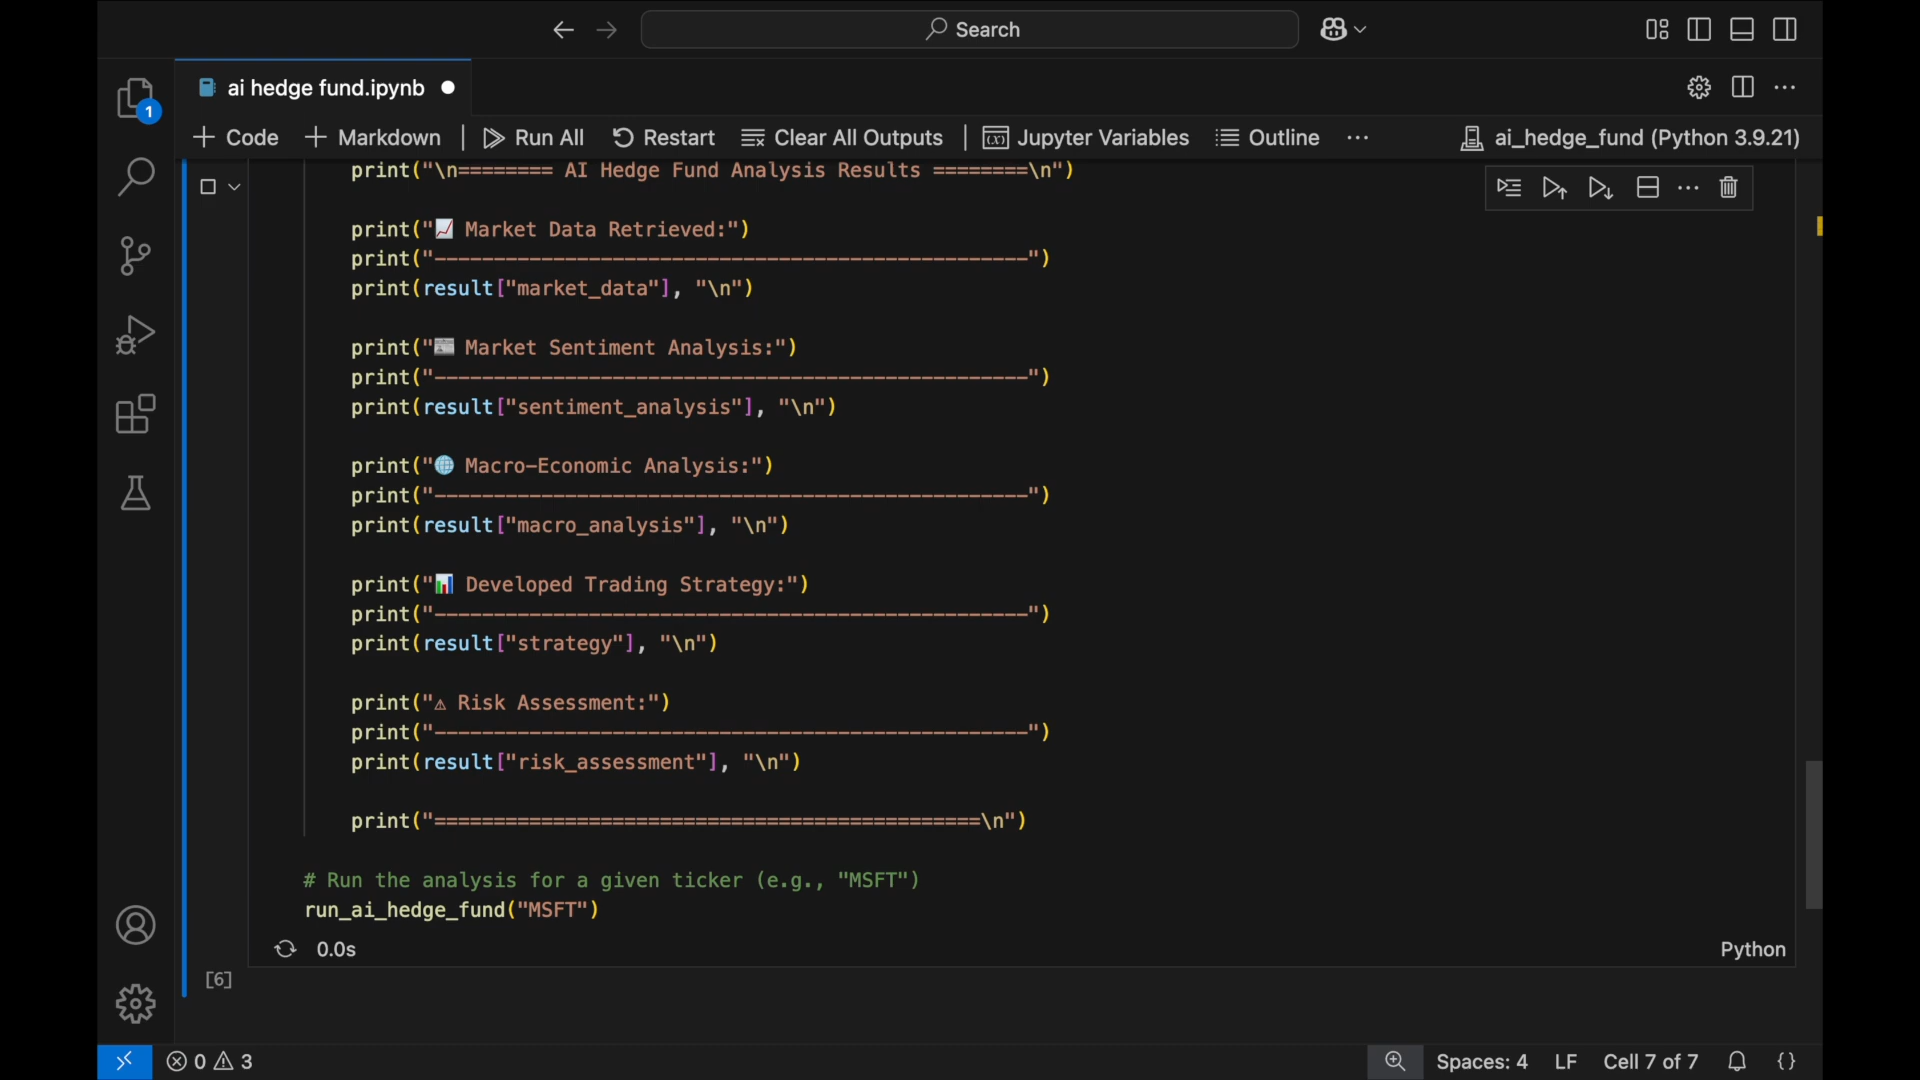 Search
ai hedge fund.ipynb
1
Code Markdown Run All Restart Clear All Outputs Jupyter Variables Outline ... ai_hedge_fund (Python 3.9.21)
print("\n======== AI Hedge Fund Analysis Results ========\n")
print("📈 Market Data Retrieved:")
print("--------------------------------------------------")
print(result["market_data"], "\n")
print("📰 Market Sentiment Analysis:")
print("--------------------------------------------------")
print(result["sentiment_analysis"], "\n")
print("🌐 Macro-Economic Analysis:")
print("--------------------------------------------------")
print(result["macro_analysis"], "\n")
print("📊 Developed Trading Strategy:")
print("--------------------------------------------------")
print(result["strategy"], "\n")
print("⚠ Risk Assessment:")
print("--------------------------------------------------")
print(result["risk_assessment"], "\n")
print("==============================================\n")
# Run the analysis for a given ticker (e.g., "MSFT")
run_ai_hedge_fund("MSFT")
0.0s Python
[6]
0 3 Spaces: 4 LF Cell 7 of 7 {}